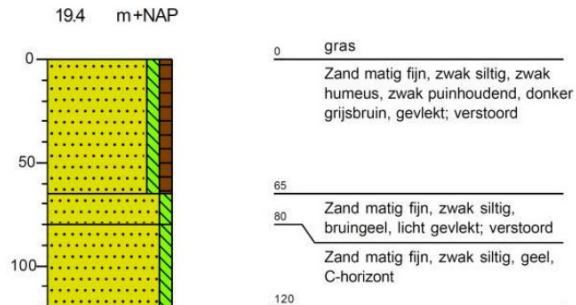 19.4 m+NAP
0
50
100
0 gras
Zand matig fijn, zwak siltig, zwak
humeus, zwak puinhoudend, donker
grijsbruin, gevlekt; verstoord
65
Zand matig fijn, zwak siltig,
bruingeel, licht gevlekt; verstoord
80
Zand matig fijn, zwak siltig, geel,
C-horizont
120